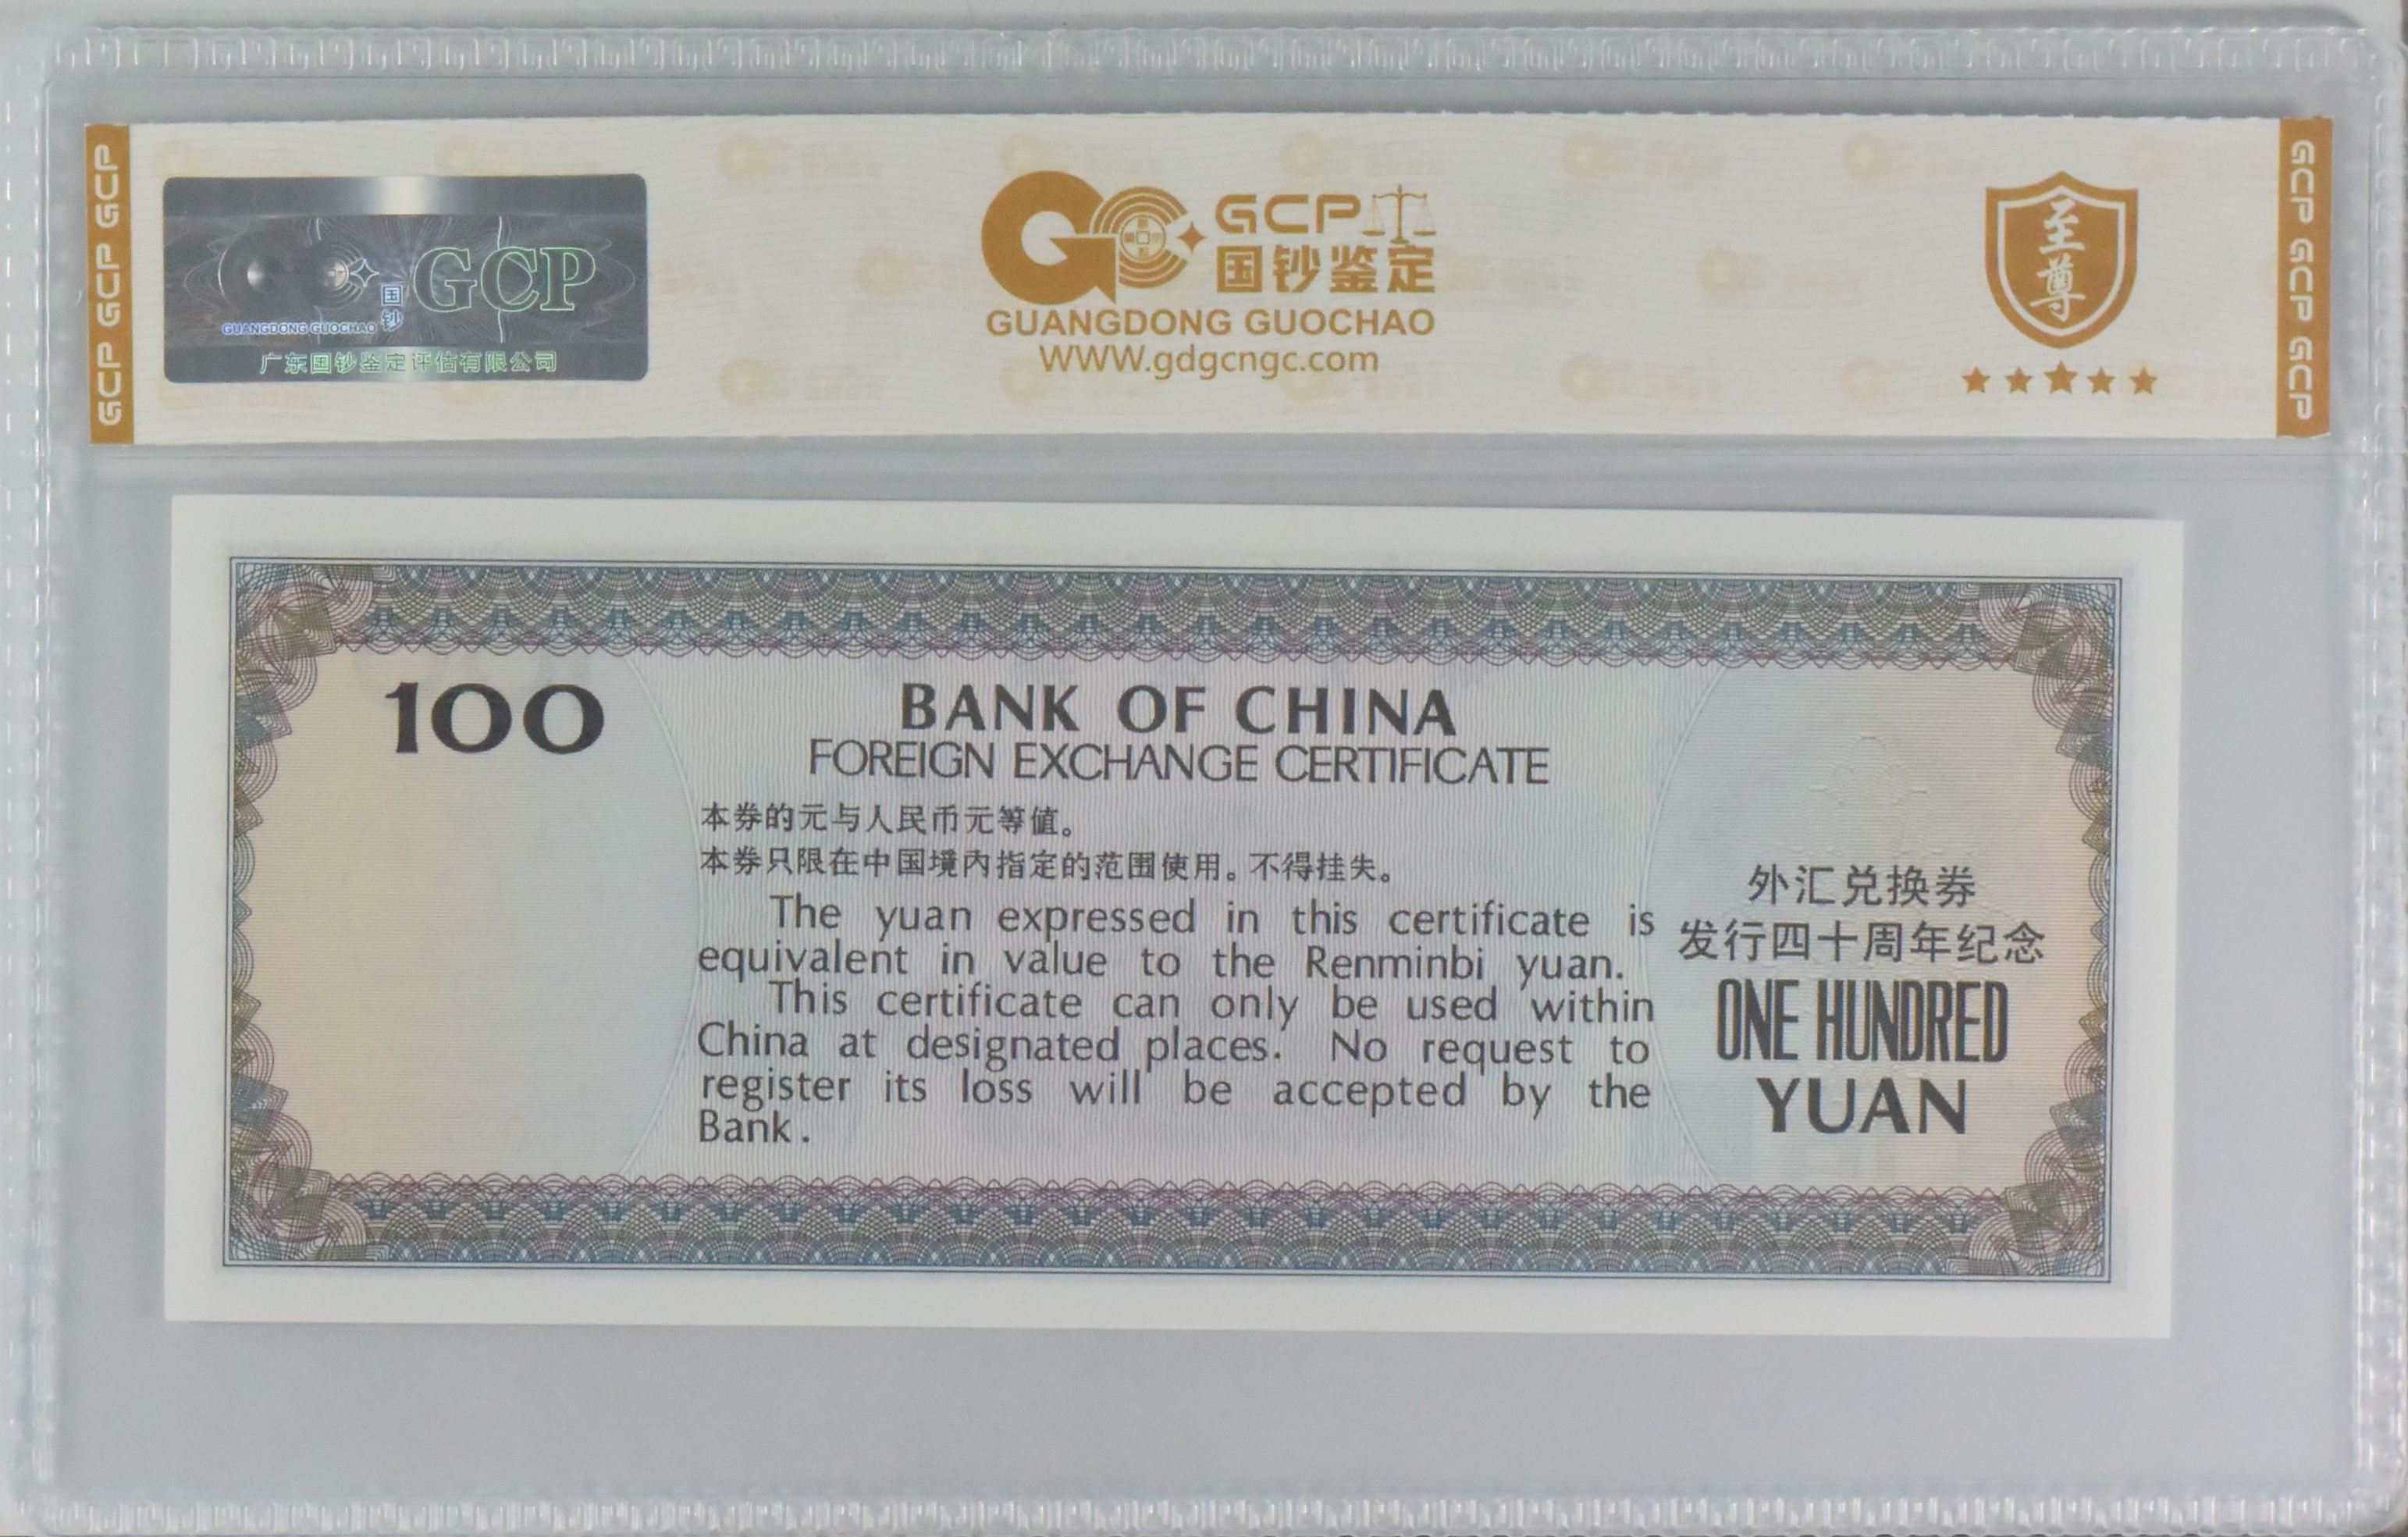 GCP GCP GCP
国钞
GCP
GUANGDONG GUOCHAO
广东国钞鉴定评估有限公司
GCP
国钞鉴定
GUANGDONG GUOCHAO
WWW.gdgcngc.com
至尊
GCP GCP GCP
100
BANK OF CHINA
FOREIGN EXCHANGE CERTIFICATE
本券的元与人民币元等值。
本券只限在中国境内指定的范围使用。不得挂失。
The yuan expressed in this certificate is
equivalent in value to the Renminbi yuan.
This certificate can only be used within
China at designated places. No request to
register its loss will be accepted by the
Bank.
外汇兑换券
发行四十周年纪念
ONE HUNDRED
YUAN